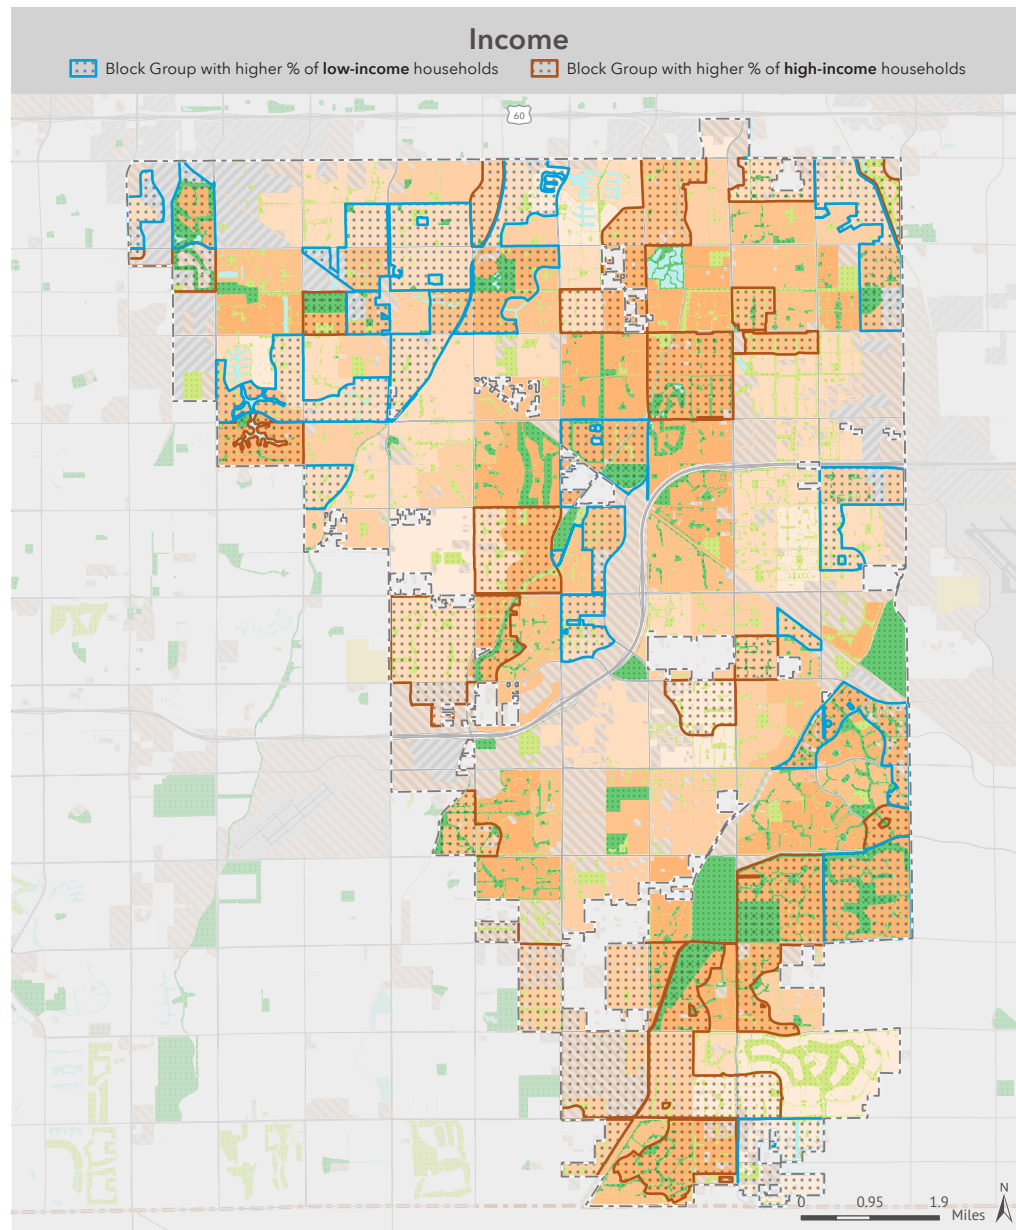 Income
Block Group with higher % of low-income households
Block Group with higher % of high-income households
60
N
0 0.95 1.9
Miles